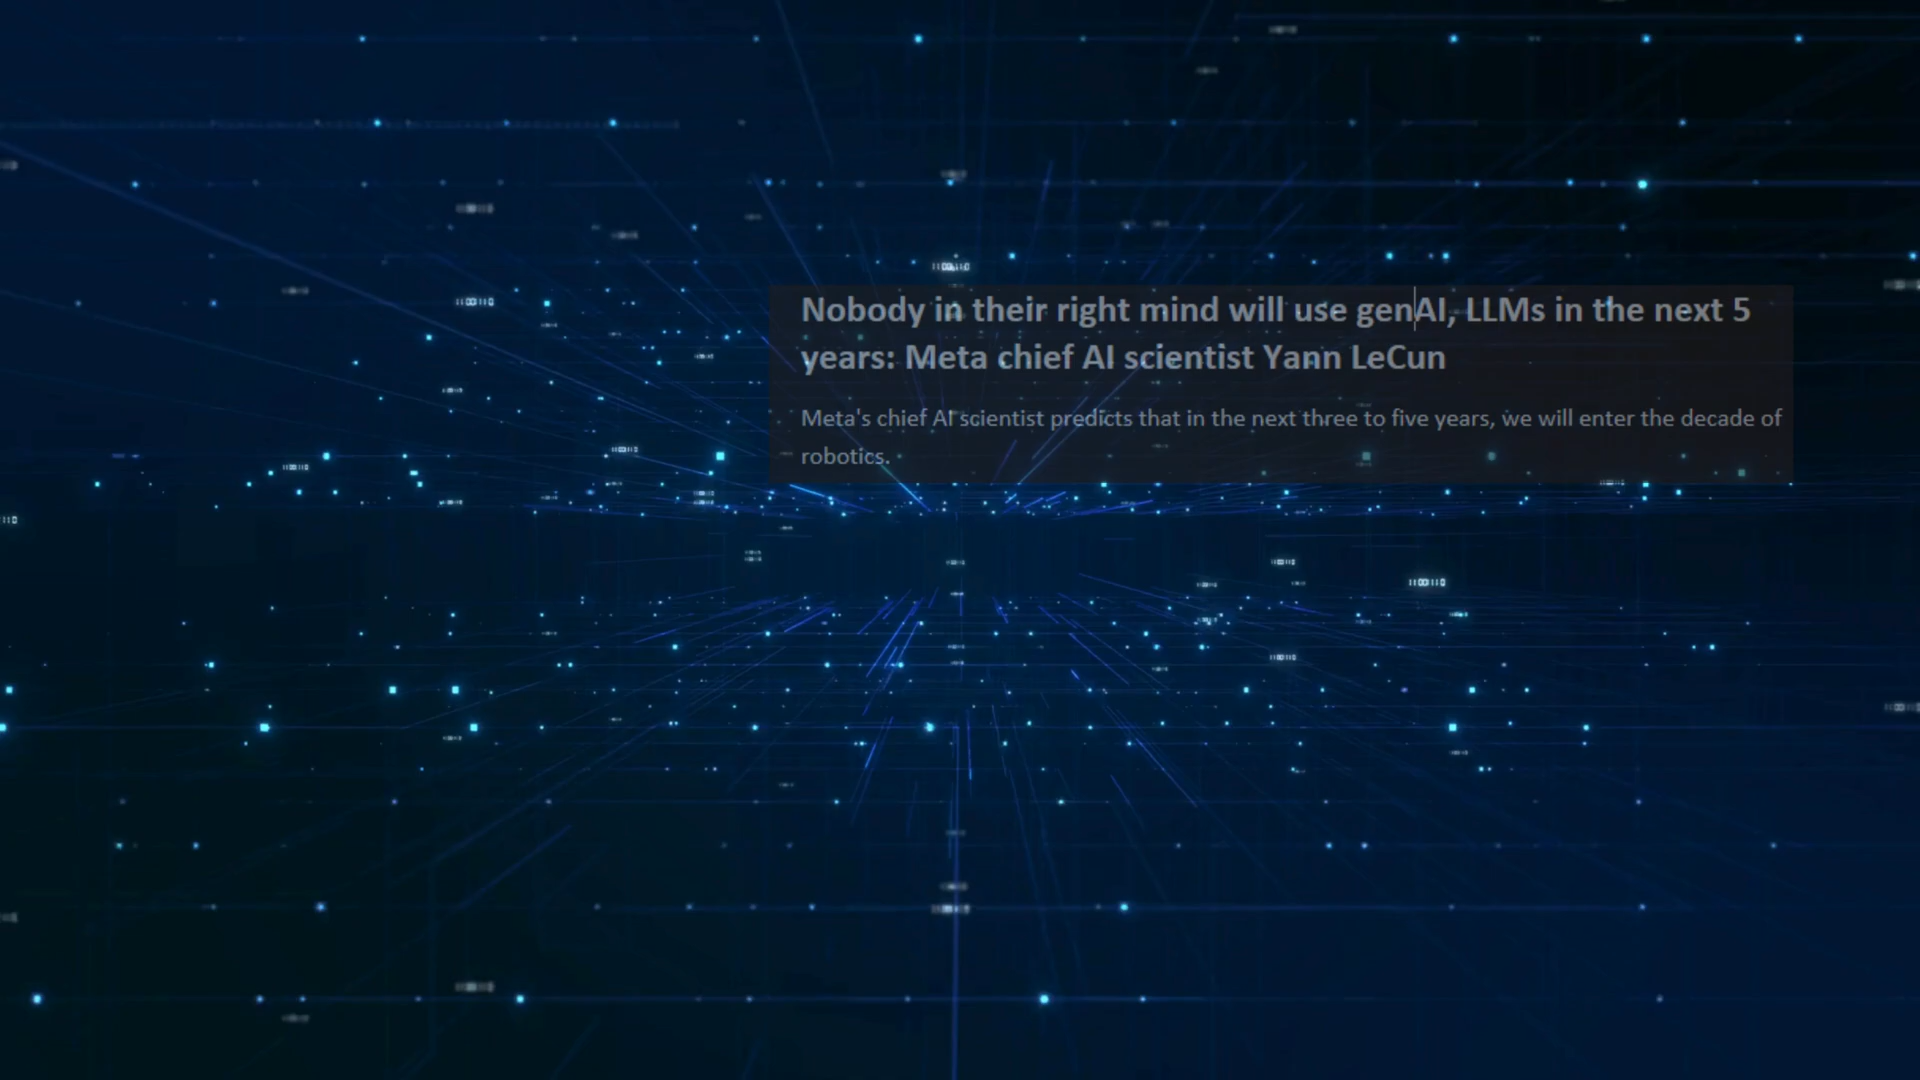 Nobody in their right mind will use genAI, LLMs in the next 5
years: Meta chief AI scientist Yann LeCun
Meta's chief AI scientist predicts that in the next three to five years, we will enter the decade of
robotics.